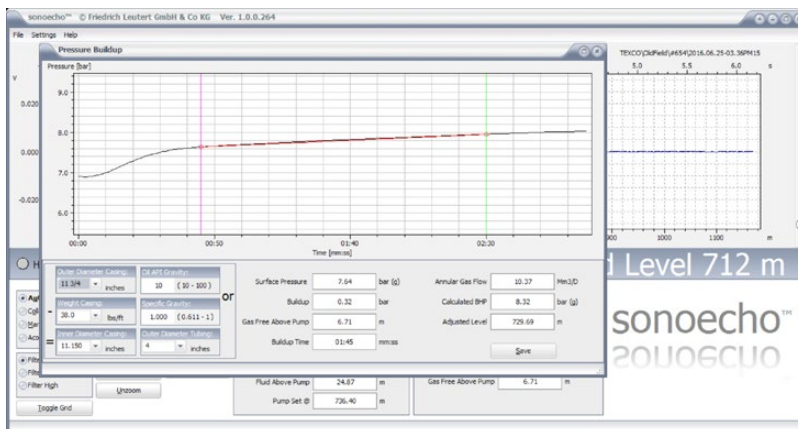 sonoecho™ © Friedrich Leutert GmbH & Co KG Ver. 1.0.0.264
File Settings Help
Pressure Buildup
TEXCO\OldField\#654\2016.06.25-03.36PM15
Pressure [bar]
5.0 5.5 6.0 s
V
9.0
0.020
8.0
0.000
7.0
-0.020
6.0
00:00 00:50 01:40 02:30
Time [mm:ss]
900 1000 1100 m
Level 712 m
Outer Diameter Casing: Oil API Gravity:
11 3/4 inches 10 (10 - 100)
or
Weight Casing: Specific Gravity:
- 38.0 lbs/ft 1.000 (0.611 - 1)
Inner Diameter Casing: Outer Diameter Tubing:
= 11.150 inches 4 inches
Surface Pressure 7.64 bar (g) Annular Gas Flow 10.37 Mm3/D
Buildup 0.32 bar Calculated BHP 8.32 bar (g)
Gas Free Above Pump 6.71 m Adjusted Level 729.69 m
Buildup Time 01:45 mm:ss
Save
sonoecho™
Filter High
Unzoom
Toggle Grid
Fluid Above Pump 24.87 m Gas Free Above Pump 6.71 m
Pump Set @ 736.40 m